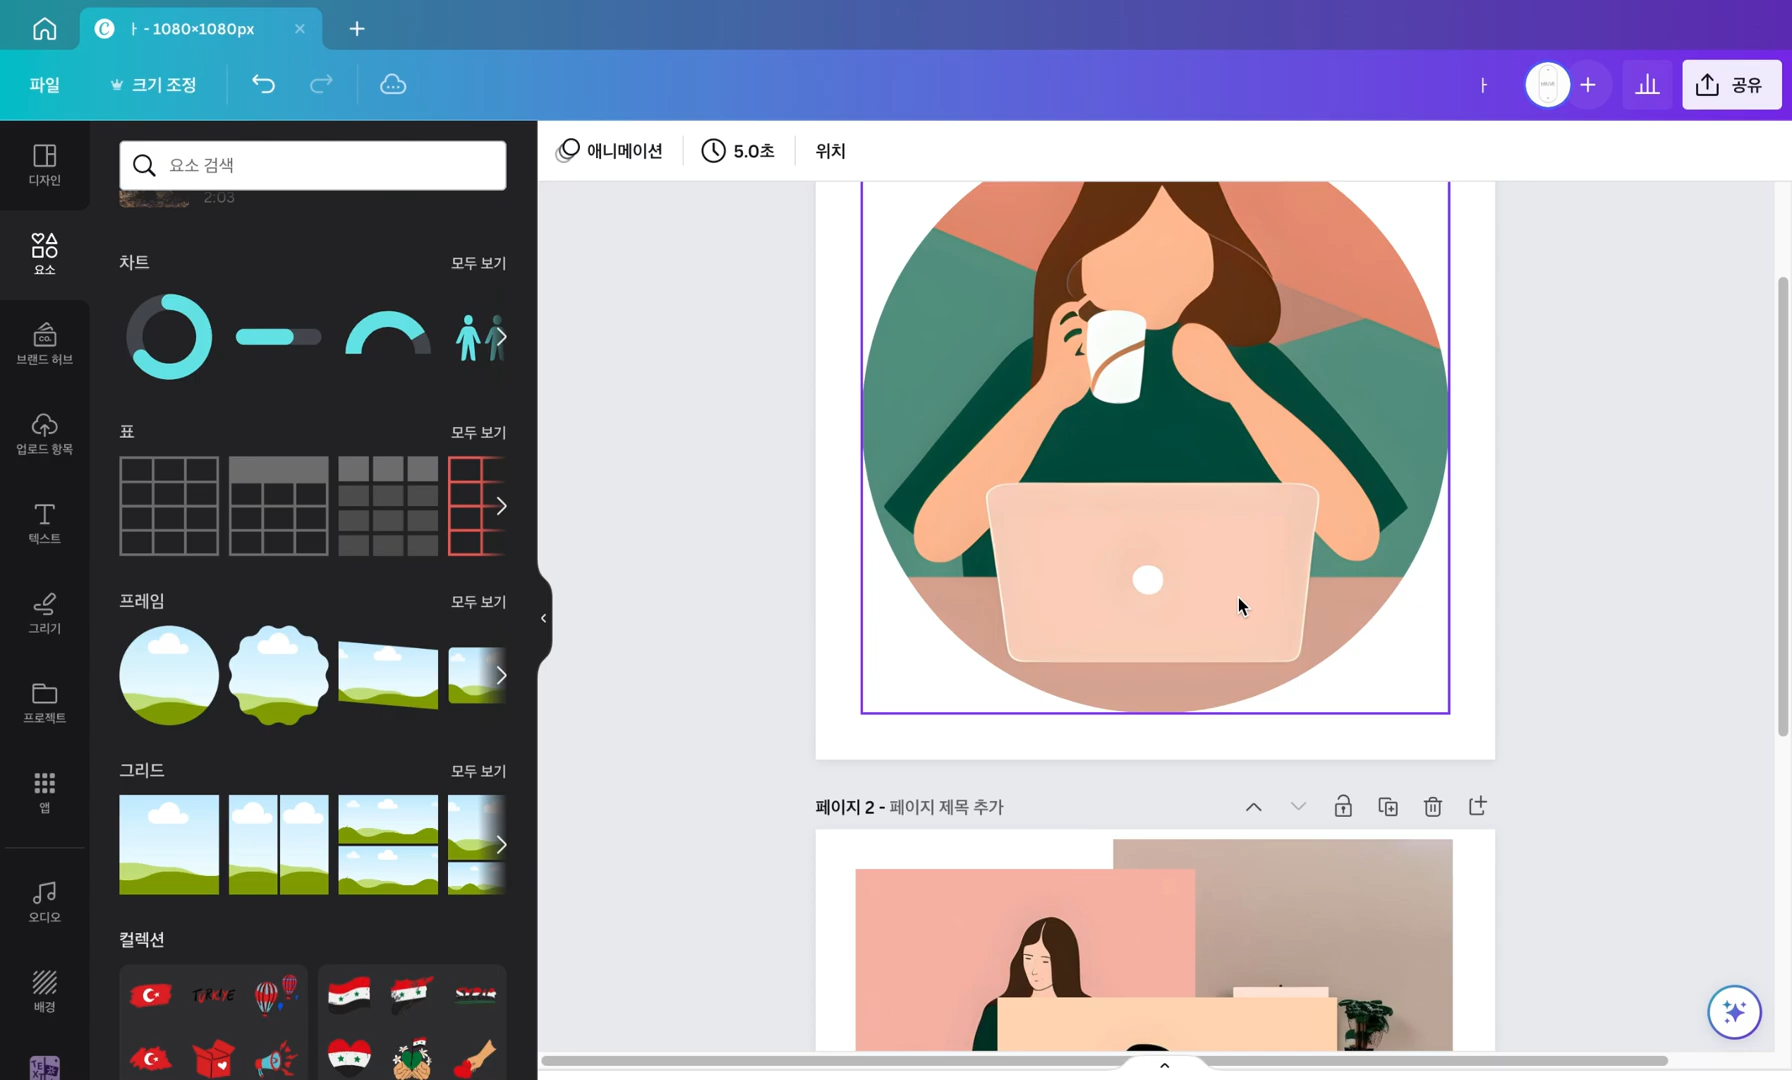 ㅏ - 1080×1080px
파일
크기 조정
ㅏ
공유
디자인
요소
브랜드 허브
업로드 항목
텍스트
그리기
프로젝트
앱
오디오
배경
요소 검색
2:03
차트
모두 보기
표
모두 보기
프레임
모두 보기
그리드
모두 보기
컬렉션
애니메이션
5.0초
위치
페이지 2 - 페이지 제목 추가